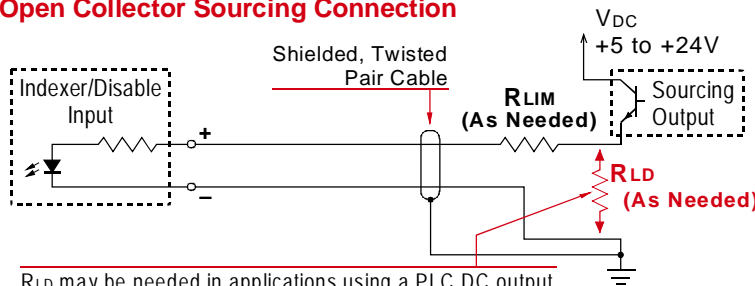 Open Collector Sourcing Connection
VDC
+5 to +24V
Shielded, Twisted
Pair Cable
Indexer/Disable
Input
RLIM
(As Needed)
Sourcing
Output
+
–
RLD
(As Needed)
RLD may be needed in applications using a PLC DC output